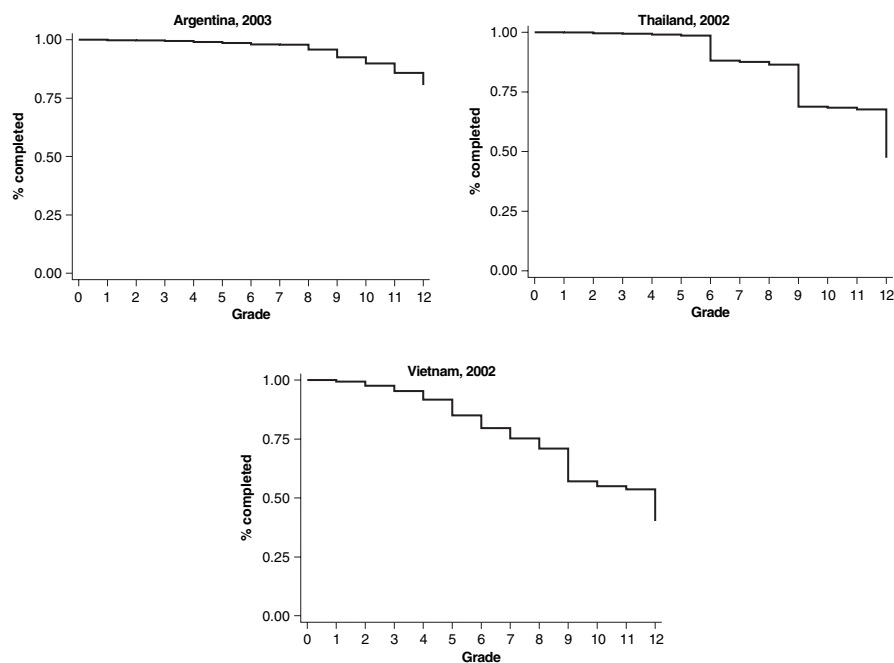 Argentina, 2003
1.00
0.75
0.50
0.25
0.00
% completed
0 1 2 3 4 5 6 7 8 9 10 11 12
Grade
Thailand, 2002
1.00
0.75
0.50
0.25
0.00
% completed
0 1 2 3 4 5 6 7 8 9 10 11 12
Grade
Vietnam, 2002
1.00
0.75
0.50
0.25
0.00
% completed
0 1 2 3 4 5 6 7 8 9 10 11 12
Grade